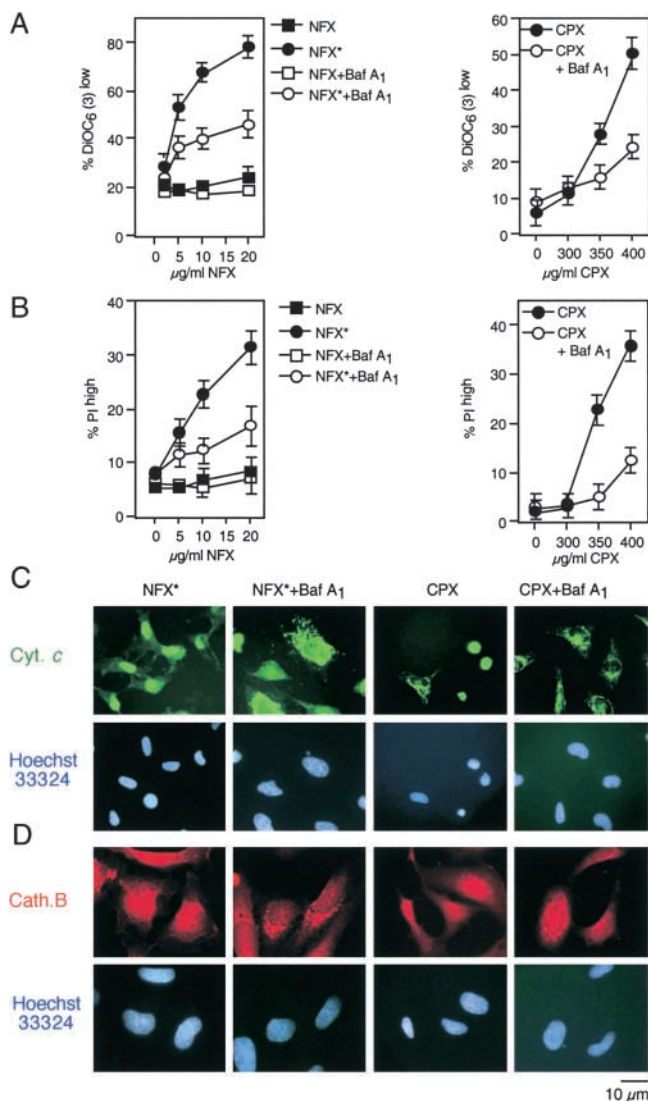 A
80
60
40
20
0
% DiOC6 (3) low
0 5 10 15 20
µg/ml NFX
NFX
NFX*
NFX+Baf A1
NFX*+Baf A1
60
50
40
30
20
10
0
% DiOC6 (3) low
0 300 350 400
µg/ml CPX
CPX
CPX
+ Baf A1
B
40
30
20
10
0
% PI high
0 5 10 15 20
µg/ml NFX
NFX
NFX*
NFX+Baf A1
NFX*+Baf A1
40
30
20
10
0
% PI high
0 300 350 400
µg/ml CPX
CPX
CPX
+ Baf A1
C
NFX* NFX*+Baf A1 CPX CPX+Baf A1
Cyt. c
Hoechst
33324
D
Cath.B
Hoechst
33324
10 µm